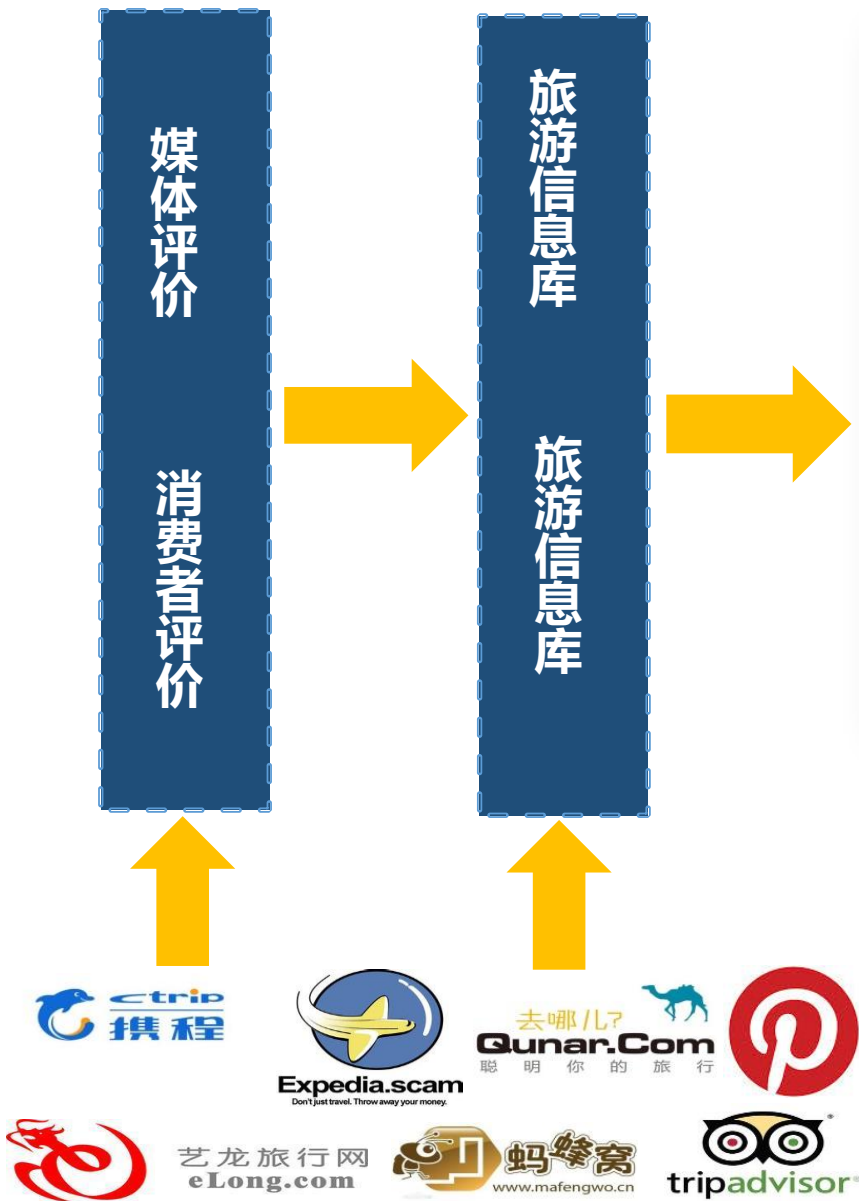 媒体评价
消费者评价
旅游信息库
旅游信息库
ctrip
携程
Expedia.scam
Don't just travel. Throw away your money.
去哪儿?
Qunar.Com
聪明你的旅行
艺龙旅行网
eLong.com
蚂蜂窝
www.mafengwo.cn
tripadvisor®